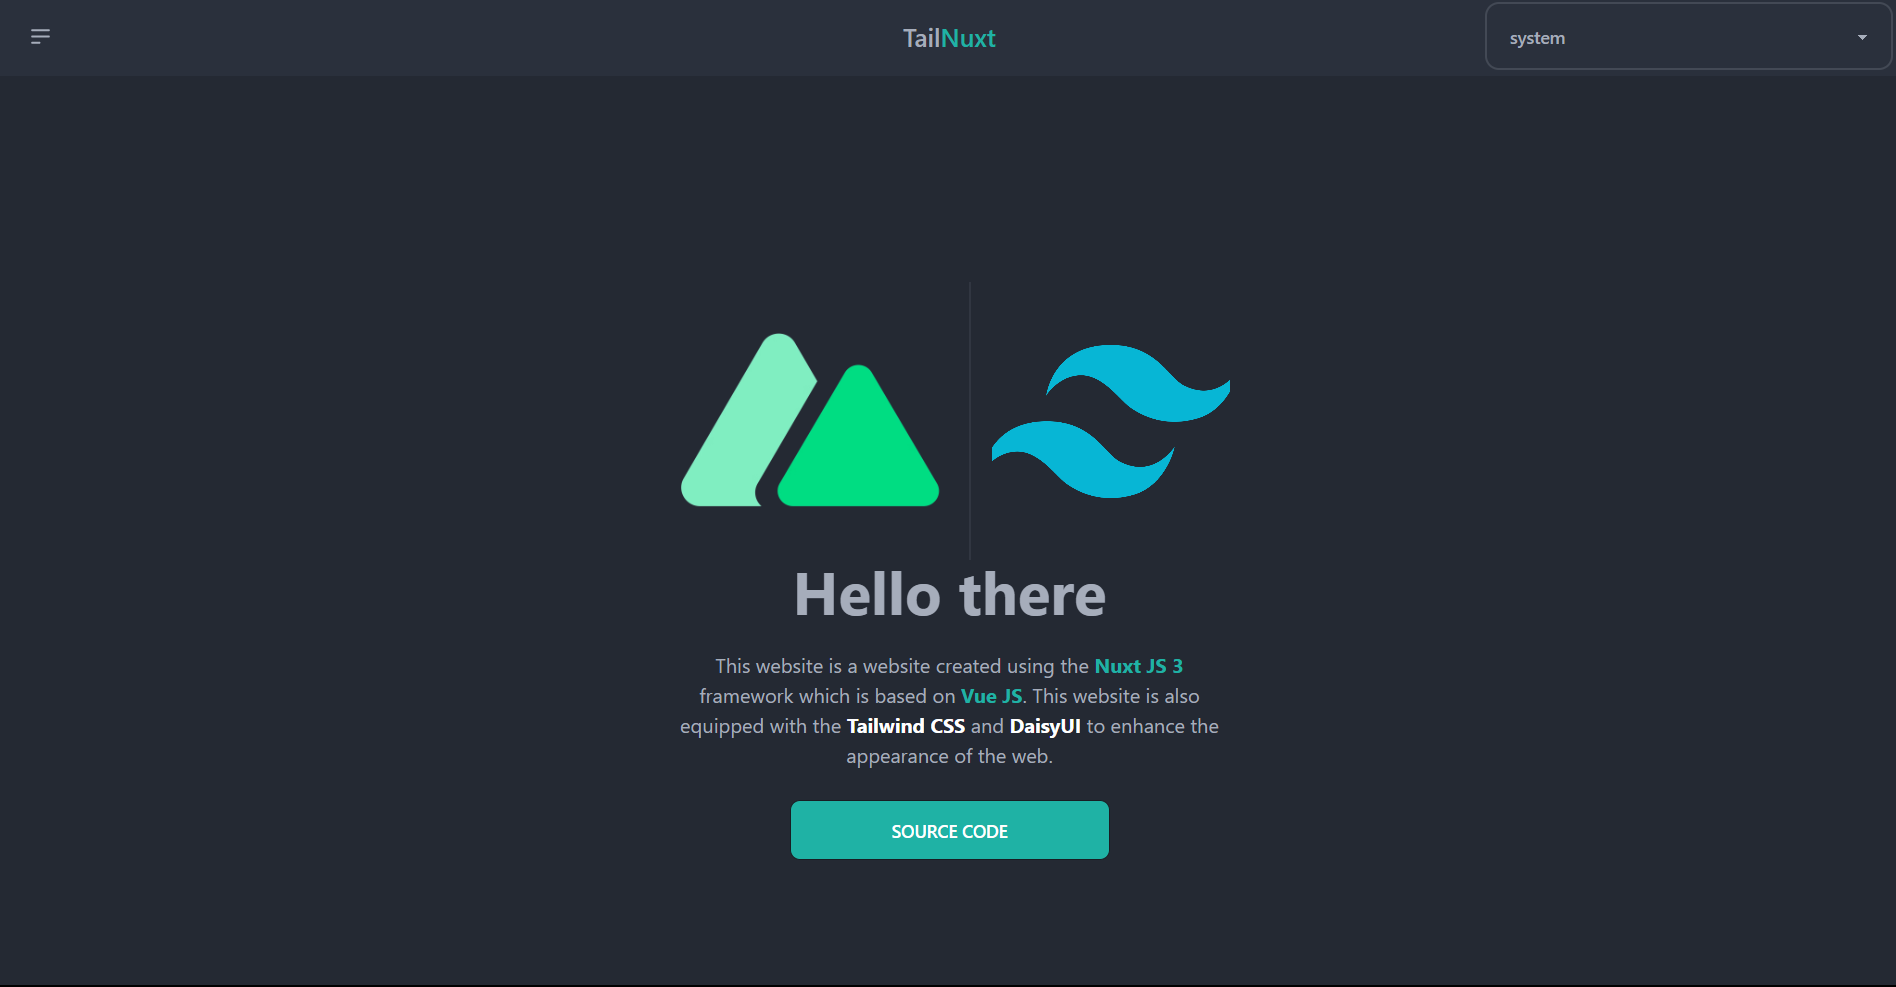 TailNuxt
system
Hello there
This website is a website created using the Nuxt JS 3
framework which is based on Vue JS. This website is also
equipped with the Tailwind CSS and DaisyUI to enhance the
appearance of the web.
SOURCE CODE